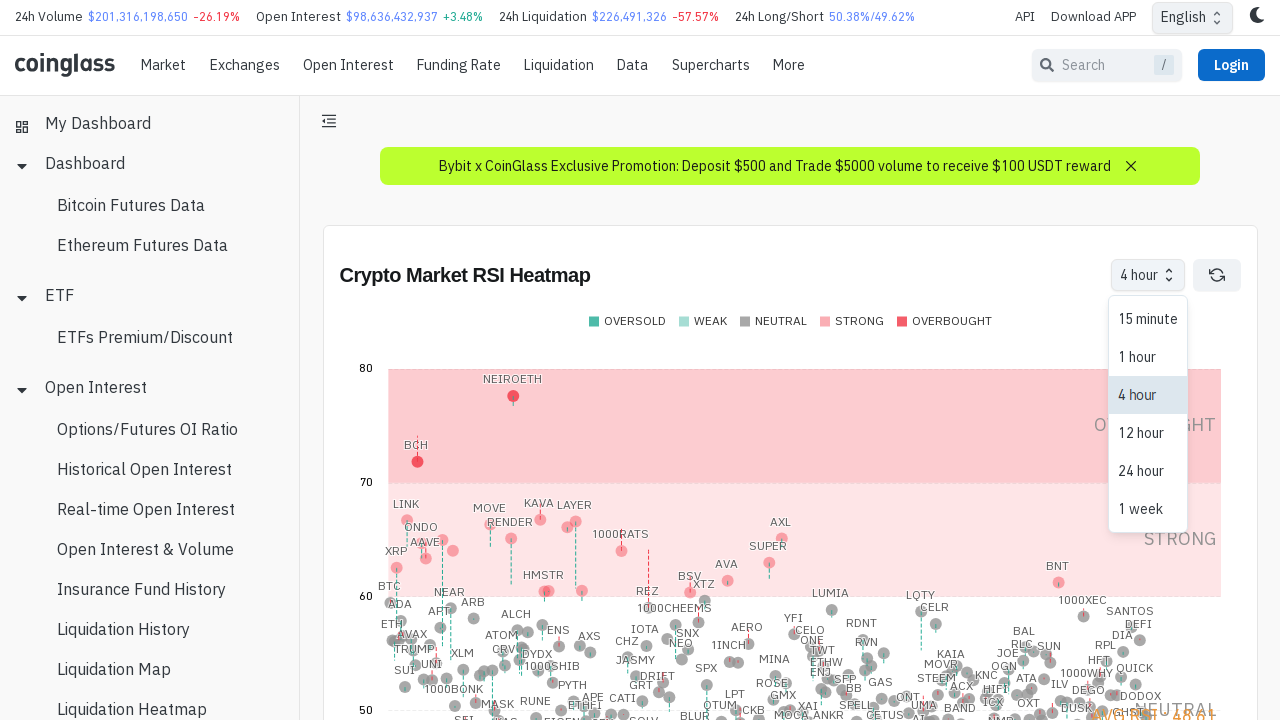 24h Volume $201,316,198,650 -26.19% Open Interest $98,636,432,937 +3.48% 24h Liquidation $226,491,326 -57.57% 24h Long/Short 50.38%/49.62% API Download APP English
coinglass Market Exchanges Open Interest Funding Rate Liquidation Data Supercharts More Search / Login
My Dashboard
Dashboard
Bitcoin Futures Data
Ethereum Futures Data
ETF
ETFs Premium/Discount
Open Interest
Options/Futures OI Ratio
Historical Open Interest
Real-time Open Interest
Open Interest & Volume
Insurance Fund History
Liquidation History
Liquidation Map
Liquidation Heatmap
Bybit x CoinGlass Exclusive Promotion: Deposit $500 and Trade $5000 volume to receive $100 USDT reward
Crypto Market RSI Heatmap
4 hour
15 minute
1 hour
4 hour
12 hour
24 hour
1 week
OVERSOLD WEAK NEUTRAL STRONG OVERBOUGHT
80
NEIROETH
BCH
70
LINK MOVE KAVA LAYER
ONDO RENDER 1000RATS AXL
STRONG
XRP AAVE SUPER
BTC HMSTR BSV AVA BNT
60
NEAR REZ XTZ LUMIA LQTY
ADA APT ARB 1000CHEEMS CELR 1000XEC SANTOS
ETH ALCH YFI RDNT DEFI
AVAX ATOM ENS IOTA SNX AERO CELO BAL DIA
TRUMP CRV AXS CHZ NEO 1INCH ONE RVN RLC SUN RPL
SUI UNI XLM DYDX JASMY MINA TWT KAIA JOE HFT
1000SHIB SPX ETHW MOVR OGN QUICK
1000BONK PYTH DRIFT ROSE ENJ SFP STEEM KNC ATA 1000WHY
GRT GMX BB GAS ACX HIFI ILV DEGO DODOX
MASK RUNE APE CATI LPT ONT ICX OXT
ETHFI QTUM XAI SPELL UMA BAND DUSK GHST
50
BLUR ANKR CETUS NEUTRAL